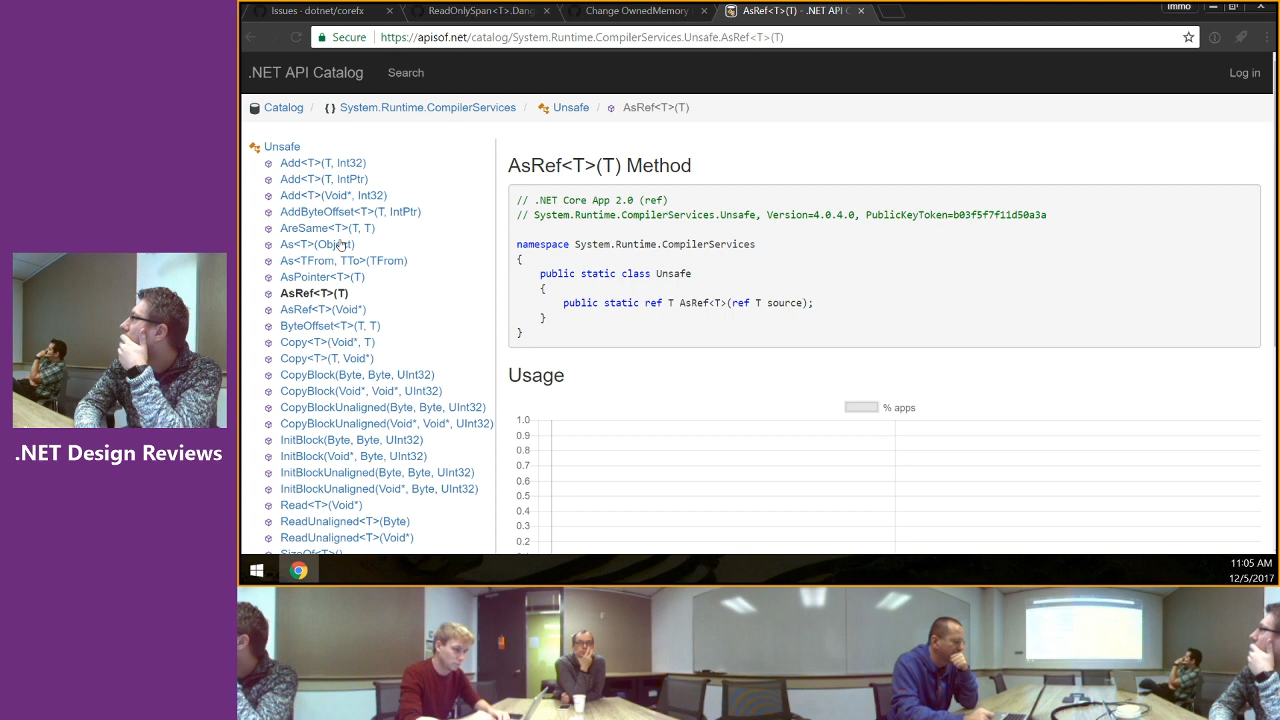 Issues - dotnet/corefx
ReadOnlySpan<T>.Dang
Change OwnedMemory
AsRef<T>(T) - .NET API C
Immo
Secure
https://apisof.net/catalog/System.Runtime.CompilerServices.Unsafe.AsRef<T>(T)
.NET API Catalog
Search
Log in
Catalog / { } System.Runtime.CompilerServices / Unsafe / AsRef<T>(T)
Unsafe
Add<T>(T, Int32)
Add<T>(T, IntPtr)
Add<T>(Void*, Int32)
AddByteOffset<T>(T, IntPtr)
AreSame<T>(T, T)
As<T>(Object)
As<TFrom, TTo>(TFrom)
AsPointer<T>(T)
AsRef<T>(T)
AsRef<T>(Void*)
ByteOffset<T>(T, T)
Copy<T>(Void*, T)
Copy<T>(T, Void*)
CopyBlock(Byte, Byte, UInt32)
CopyBlock(Void*, Void*, UInt32)
CopyBlockUnaligned(Byte, Byte, UInt32)
CopyBlockUnaligned(Void*, Void*, UInt32)
InitBlock(Byte, Byte, UInt32)
InitBlock(Void*, Byte, UInt32)
InitBlockUnaligned(Byte, Byte, UInt32)
InitBlockUnaligned(Void*, Byte, UInt32)
Read<T>(Void*)
ReadUnaligned<T>(Byte)
ReadUnaligned<T>(Void*)
SizeOf<T>()
AsRef<T>(T) Method
// .NET Core App 2.0 (ref)
// System.Runtime.CompilerServices.Unsafe, Version=4.0.4.0, PublicKeyToken=b03f5f7f11d50a3a
namespace System.Runtime.CompilerServices
{
public static class Unsafe
{
public static ref T AsRef<T>(ref T source);
}
}
Usage
% apps
1.0
0.9
0.8
0.7
0.6
0.5
0.4
0.3
0.2
11:05 AM
12/5/2017
.NET Design Reviews